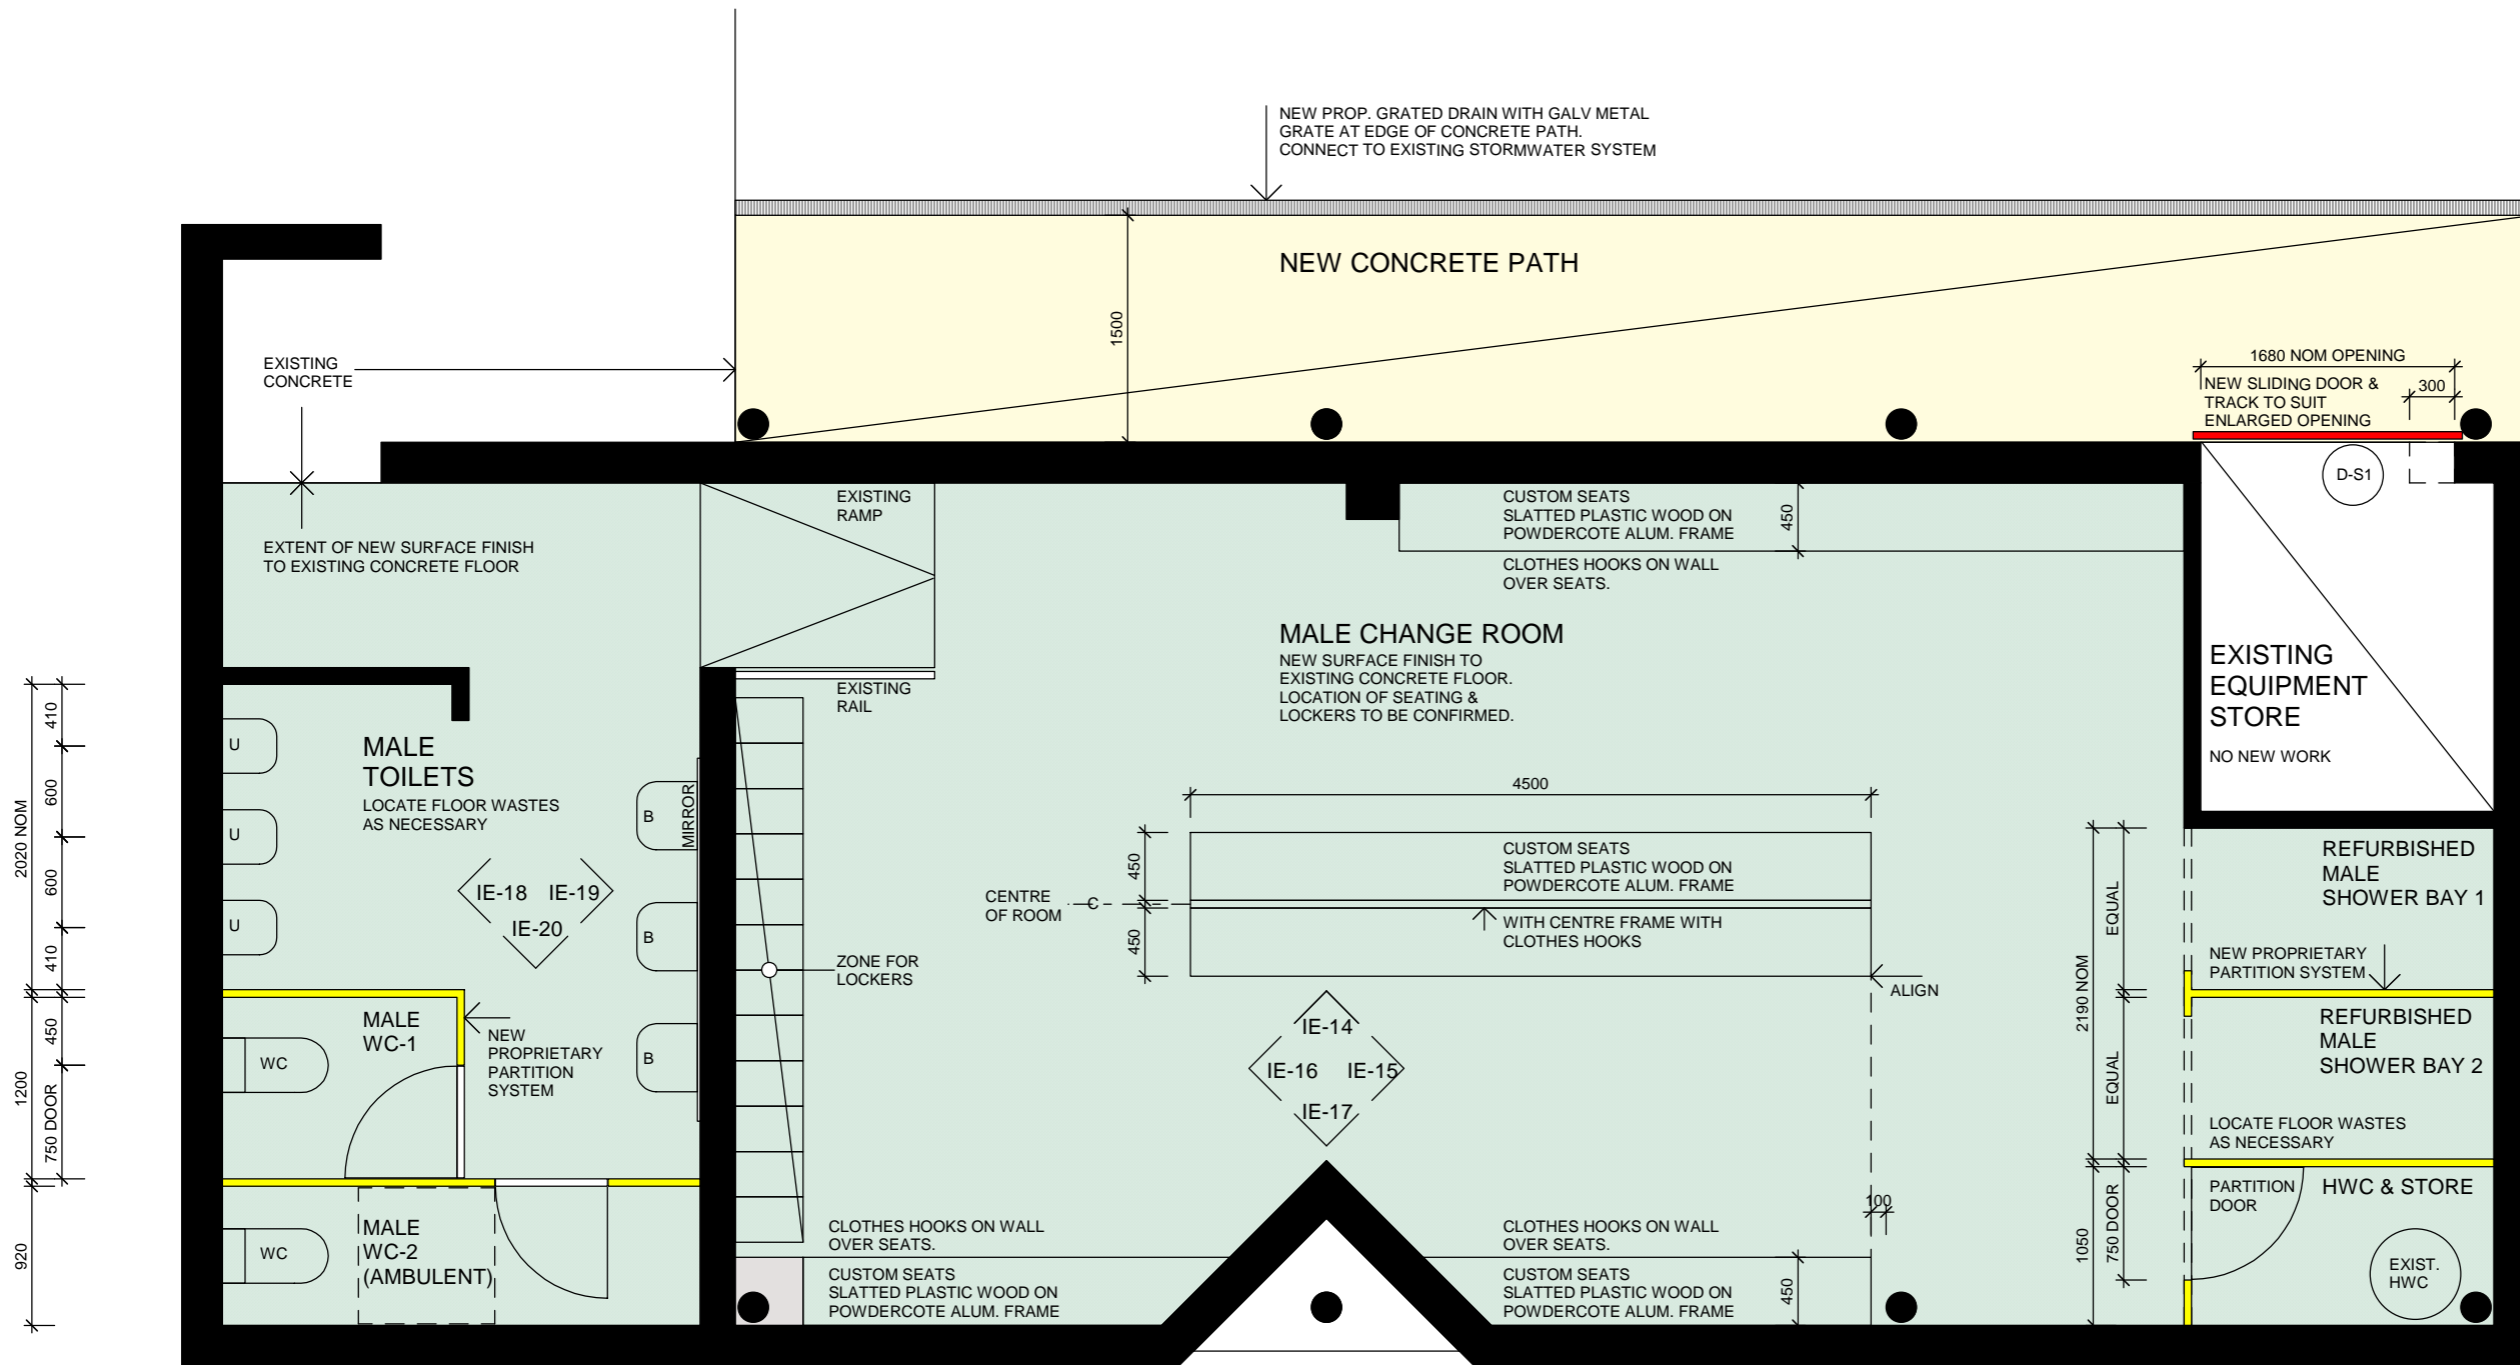 NEW PROP. GRATED DRAIN WITH GALV METAL
GRATE AT EDGE OF CONCRETE PATH.
CONNECT TO EXISTING STORMWATER SYSTEM
NEW CONCRETE PATH
1500
EXISTING
CONCRETE
1680 NOM OPENING
NEW SLIDING DOOR &
TRACK TO SUIT
ENLARGED OPENING
300
D-S1
EXTENT OF NEW SURFACE FINISH
TO EXISTING CONCRETE FLOOR
EXISTING
RAMP
EXISTING
RAIL
CUSTOM SEATS
SLATTED PLASTIC WOOD ON
POWDERCOTE ALUM. FRAME
450
CLOTHES HOOKS ON WALL
OVER SEATS.
MALE CHANGE ROOM
NEW SURFACE FINISH TO
EXISTING CONCRETE FLOOR.
LOCATION OF SEATING &
LOCKERS TO BE CONFIRMED.
EXISTING
EQUIPMENT
STORE
NO NEW WORK
410
600
600
410
2020 NOM
450
750 DOOR
1200
920
U
U
U
MALE
TOILETS
LOCATE FLOOR WASTES
AS NECESSARY
MIRROR
B
B
B
IE-18 IE-19
IE-20
MALE
WC-1
WC
NEW
PROPRIETARY
PARTITION
SYSTEM
MALE
WC-2
(AMBULENT)
WC
ZONE FOR
LOCKERS
4500
450
450
CUSTOM SEATS
SLATTED PLASTIC WOOD ON
POWDERCOTE ALUM. FRAME
CENTRE
OF ROOM
C
WITH CENTRE FRAME WITH
CLOTHES HOOKS
ALIGN
IE-14
IE-16 IE-15
IE-17
100
CLOTHES HOOKS ON WALL
OVER SEATS.
CUSTOM SEATS
SLATTED PLASTIC WOOD ON
POWDERCOTE ALUM. FRAME
CLOTHES HOOKS ON WALL
OVER SEATS.
CUSTOM SEATS
SLATTED PLASTIC WOOD ON
POWDERCOTE ALUM. FRAME
450
2190 NOM
EQUAL
EQUAL
1050
750 DOOR
REFURBISHED
MALE
SHOWER BAY 1
NEW PROPRIETARY
PARTITION SYSTEM
REFURBISHED
MALE
SHOWER BAY 2
LOCATE FLOOR WASTES
AS NECESSARY
PARTITION
DOOR
HWC & STORE
EXIST.
HWC